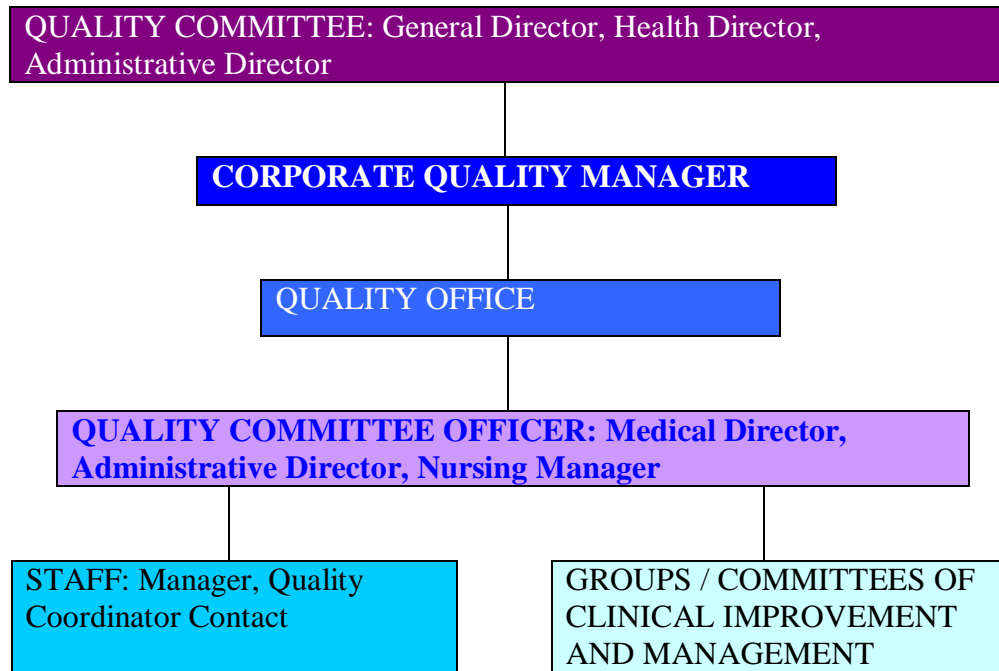 QUALITY COMMITTEE: General Director, Health Director,
Administrative Director
CORPORATE QUALITY MANAGER
QUALITY OFFICE
QUALITY COMMITTEE OFFICER: Medical Director,
Administrative Director, Nursing Manager
STAFF: Manager, Quality
Coordinator Contact
GROUPS / COMMITTEES OF
CLINICAL IMPROVEMENT
AND MANAGEMENT